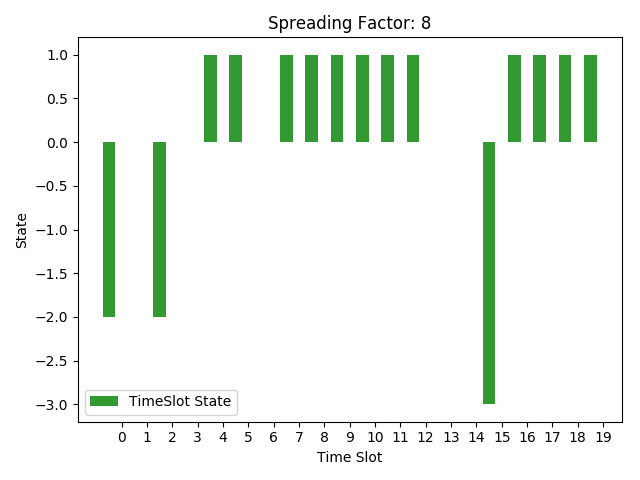 Spreading Factor: 8
1.0
0.5
0.0
−0.5
−1.0
−1.5
−2.0
−2.5
−3.0
State
TimeSlot State
0 1 2 3 4 5 6 7 8 9 10 11 12 13 14 15 16 17 18 19
Time Slot